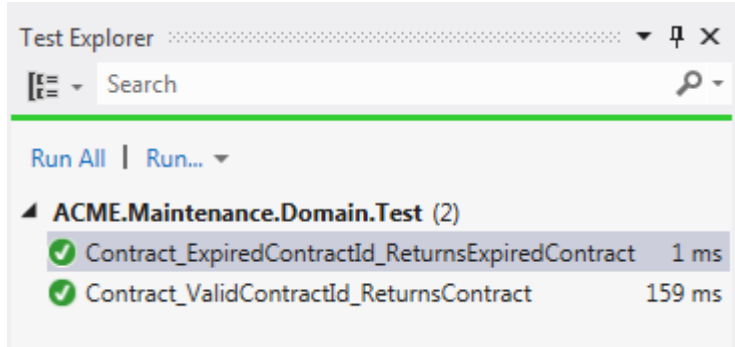 Test Explorer
Search
Run All | Run...
ACME.Maintenance.Domain.Test (2)
Contract_ExpiredContractId_ReturnsExpiredContract 1 ms
Contract_ValidContractId_ReturnsContract 159 ms